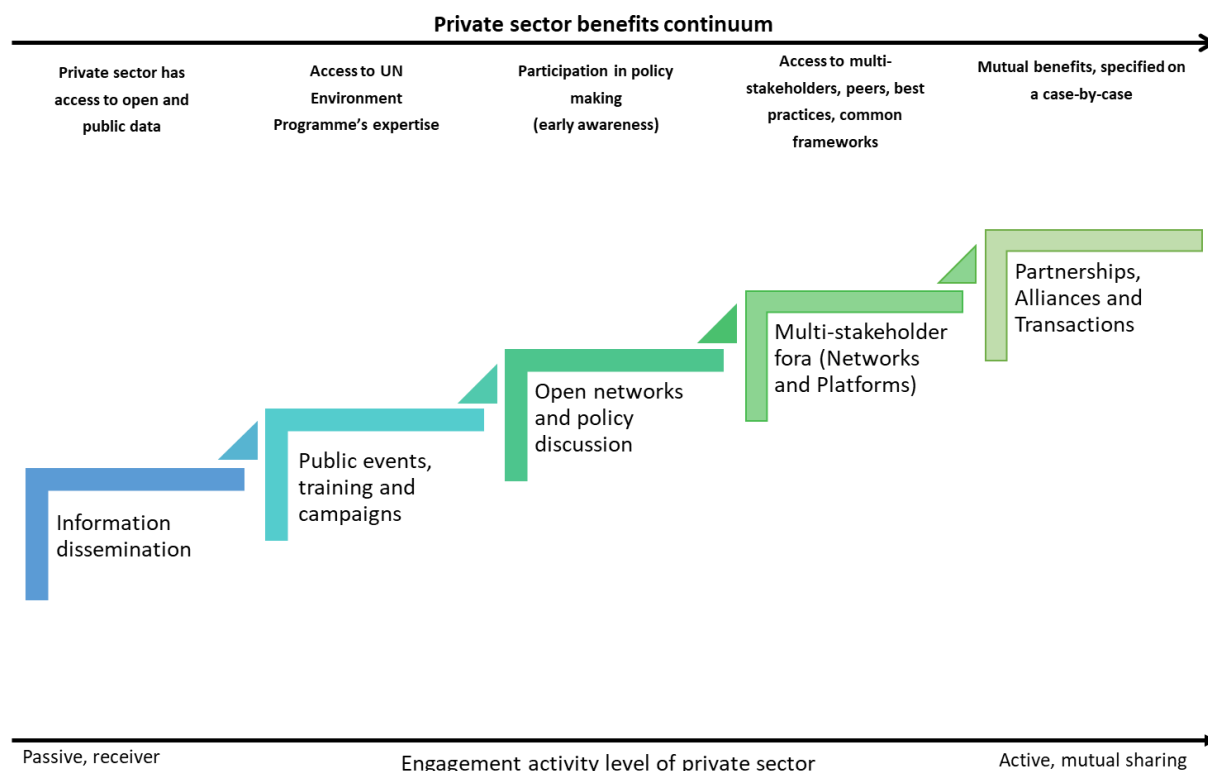 Private sector benefits continuum
Private sector has
access to open and
public data
Access to UN
Environment
Programme's expertise
Participation in policy
making
(early awareness)
Access to multi-
stakeholders, peers, best
practices, common
frameworks
Mutual benefits, specified on
a case-by-case
Partnerships,
Alliances and
Transactions
Multi-stakeholder
fora (Networks
and Platforms)
Open networks
and policy
discussion
Public events,
training and
campaigns
Information
dissemination
Passive, receiver
Engagement activity level of private sector
Active, mutual sharing